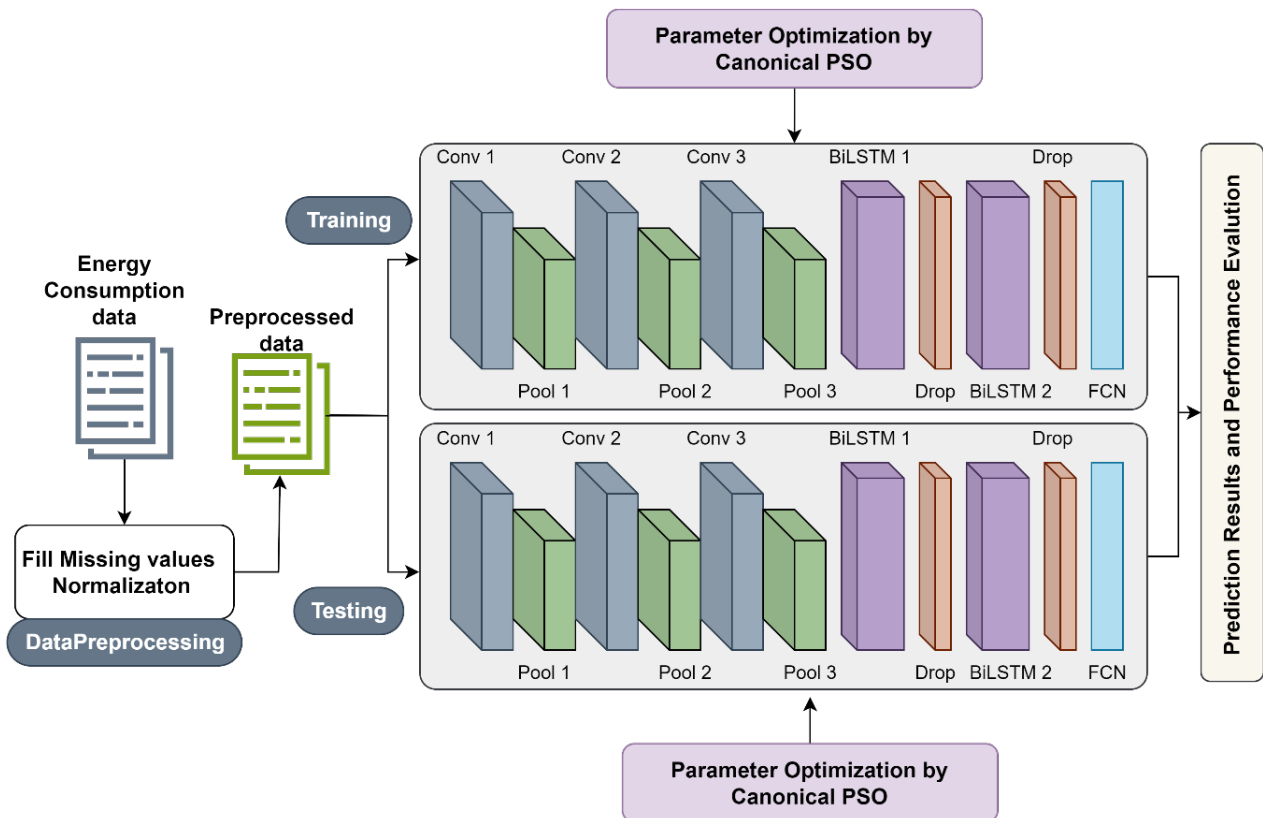 Parameter Optimization by
Canonical PSO
Conv 1
Conv 2
Conv 3
BiLSTM 1
Drop
Training
Pool 1
Pool 2
Pool 3
Drop
BiLSTM 2
FCN
Energy
Consumption
data
Preprocessed
data
Fill Missing values
Normalizaton
DataPreprocessing
Conv 1
Conv 2
Conv 3
BiLSTM 1
Drop
Testing
Pool 1
Pool 2
Pool 3
Drop
BiLSTM 2
FCN
Parameter Optimization by
Canonical PSO
Prediction Results and Performance Evalution